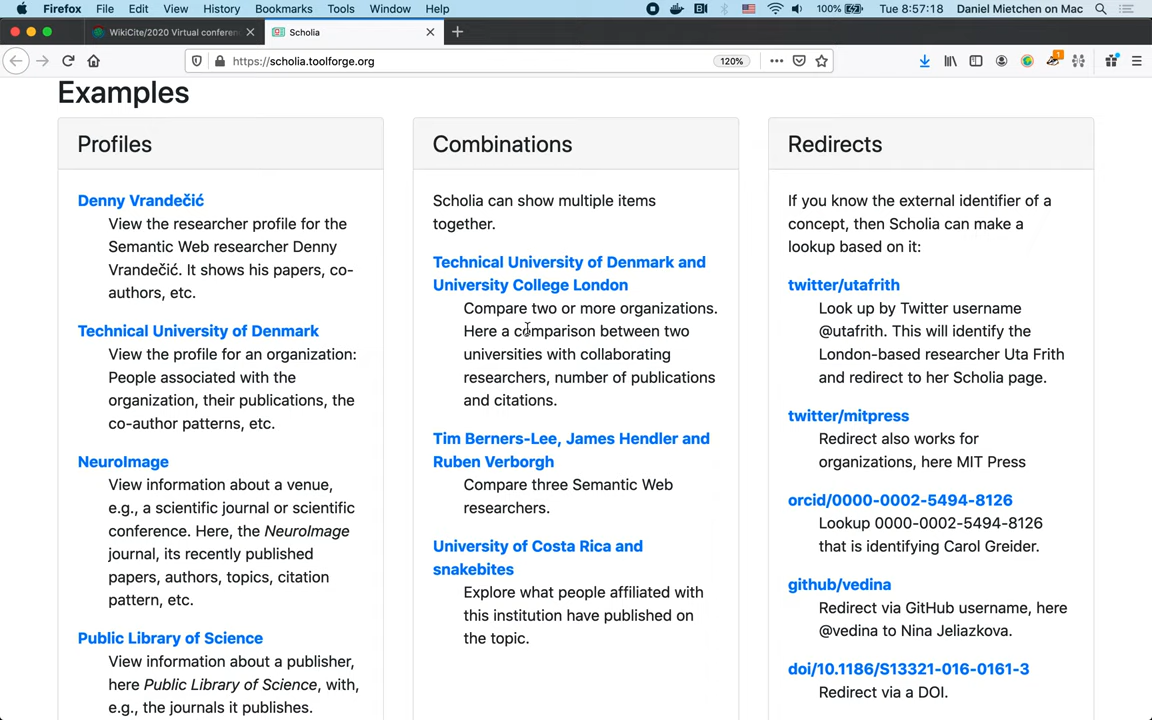 Firefox File Edit View History Bookmarks Tools Window Help 100% Tue 8:57:18 Daniel Mietchen on Mac
WikiCite/2020 Virtual conferen
Scholia
https://scholia.toolforge.org 120%
1
Examples
Profiles
Denny Vrandečić
View the researcher profile for the
Semantic Web researcher Denny
Vrandečić. It shows his papers, co-
authors, etc.
Technical University of Denmark
View the profile for an organization:
People associated with the
organization, their publications, the
co-author patterns, etc.
NeuroImage
View information about a venue,
e.g., a scientific journal or scientific
conference. Here, the NeuroImage
journal, its recently published
papers, authors, topics, citation
pattern, etc.
Public Library of Science
View information about a publisher,
here Public Library of Science, with,
e.g., the journals it publishes.
Combinations
Scholia can show multiple items
together.
Technical University of Denmark and
University College London
Compare two or more organizations.
Here a comparison between two
universities with collaborating
researchers, number of publications
and citations.
Tim Berners-Lee, James Hendler and
Ruben Verborgh
Compare three Semantic Web
researchers.
University of Costa Rica and
snakebites
Explore what people affiliated with
this institution have published on
the topic.
Redirects
If you know the external identifier of a
concept, then Scholia can make a
lookup based on it:
twitter/utafrith
Look up by Twitter username
@utafrith. This will identify the
London-based researcher Uta Frith
and redirect to her Scholia page.
twitter/mitpress
Redirect also works for
organizations, here MIT Press
orcid/0000-0002-5494-8126
Lookup 0000-0002-5494-8126
that is identifying Carol Greider.
github/vedina
Redirect via GitHub username, here
@vedina to Nina Jeliazkova.
doi/10.1186/S13321-016-0161-3
Redirect via a DOI.